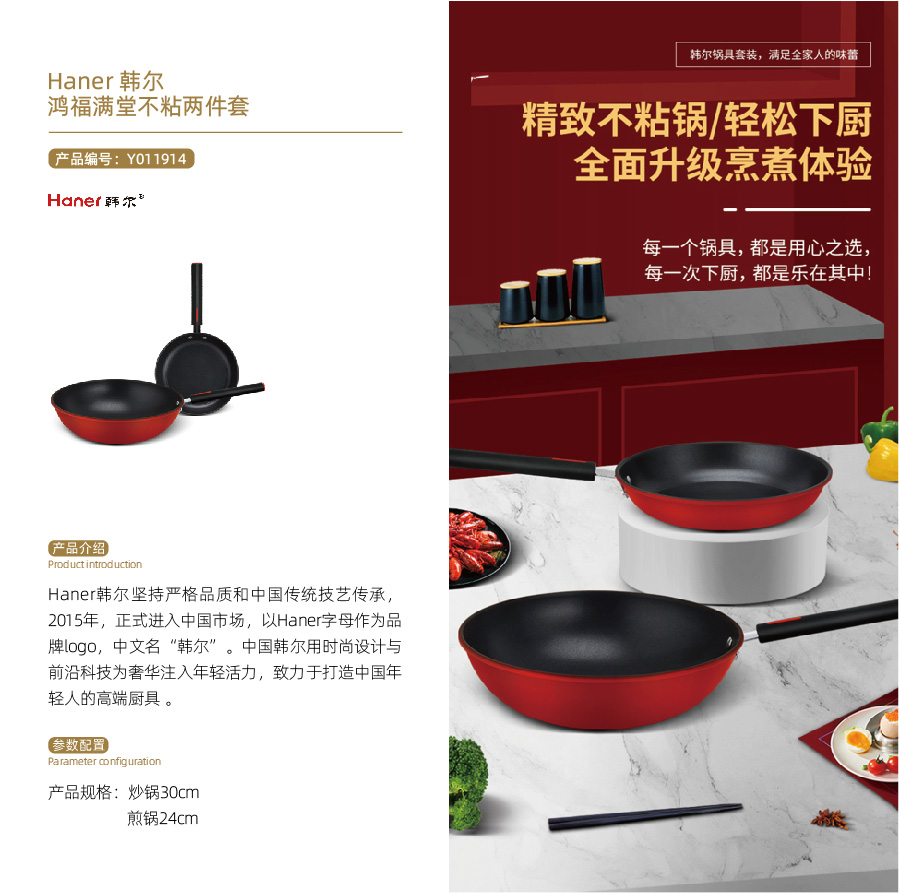 Haner 韩尔
鸿福满堂不粘两件套
产品编号：Y011914
Haner 韩尔®
产品介绍
Product introduction
Haner韩尔坚持严格品质和中国传统技艺传承，
2015年，正式进入中国市场，以Haner字母作为品
牌logo，中文名“韩尔”。中国韩尔用时尚设计与
前沿科技为奢华注入年轻活力，致力于打造中国年
轻人的高端厨具 。
参数配置
Parameter configuration
产品规格：炒锅30cm
煎锅24cm
韩尔锅具套装，满足全家人的味蕾
精致不粘锅/轻松下厨
全面升级烹煮体验
每一个锅具，都是用心之选，
每一次下厨，都是乐在其中！